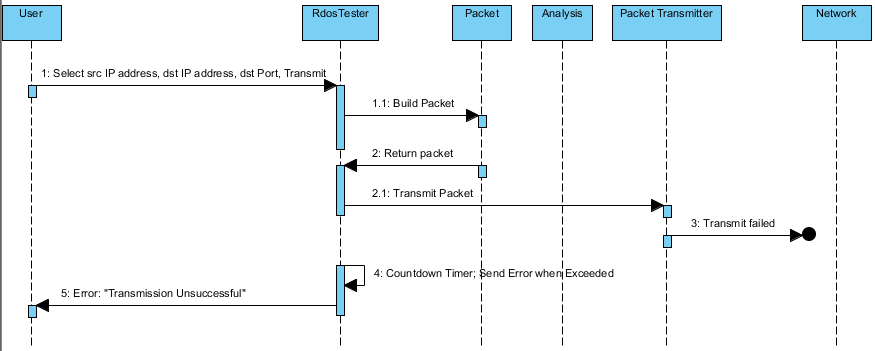 User
RdosTester
Packet
Analysis
Packet Transmitter
Network
1: Select src IP address, dst IP address, dst Port, Transmit
1.1: Build Packet
2: Return packet
2.1: Transmit Packet
3: Transmit failed
4: Countdown Timer; Send Error when Exceeded
5: Error: "Transmission Unsuccessful"